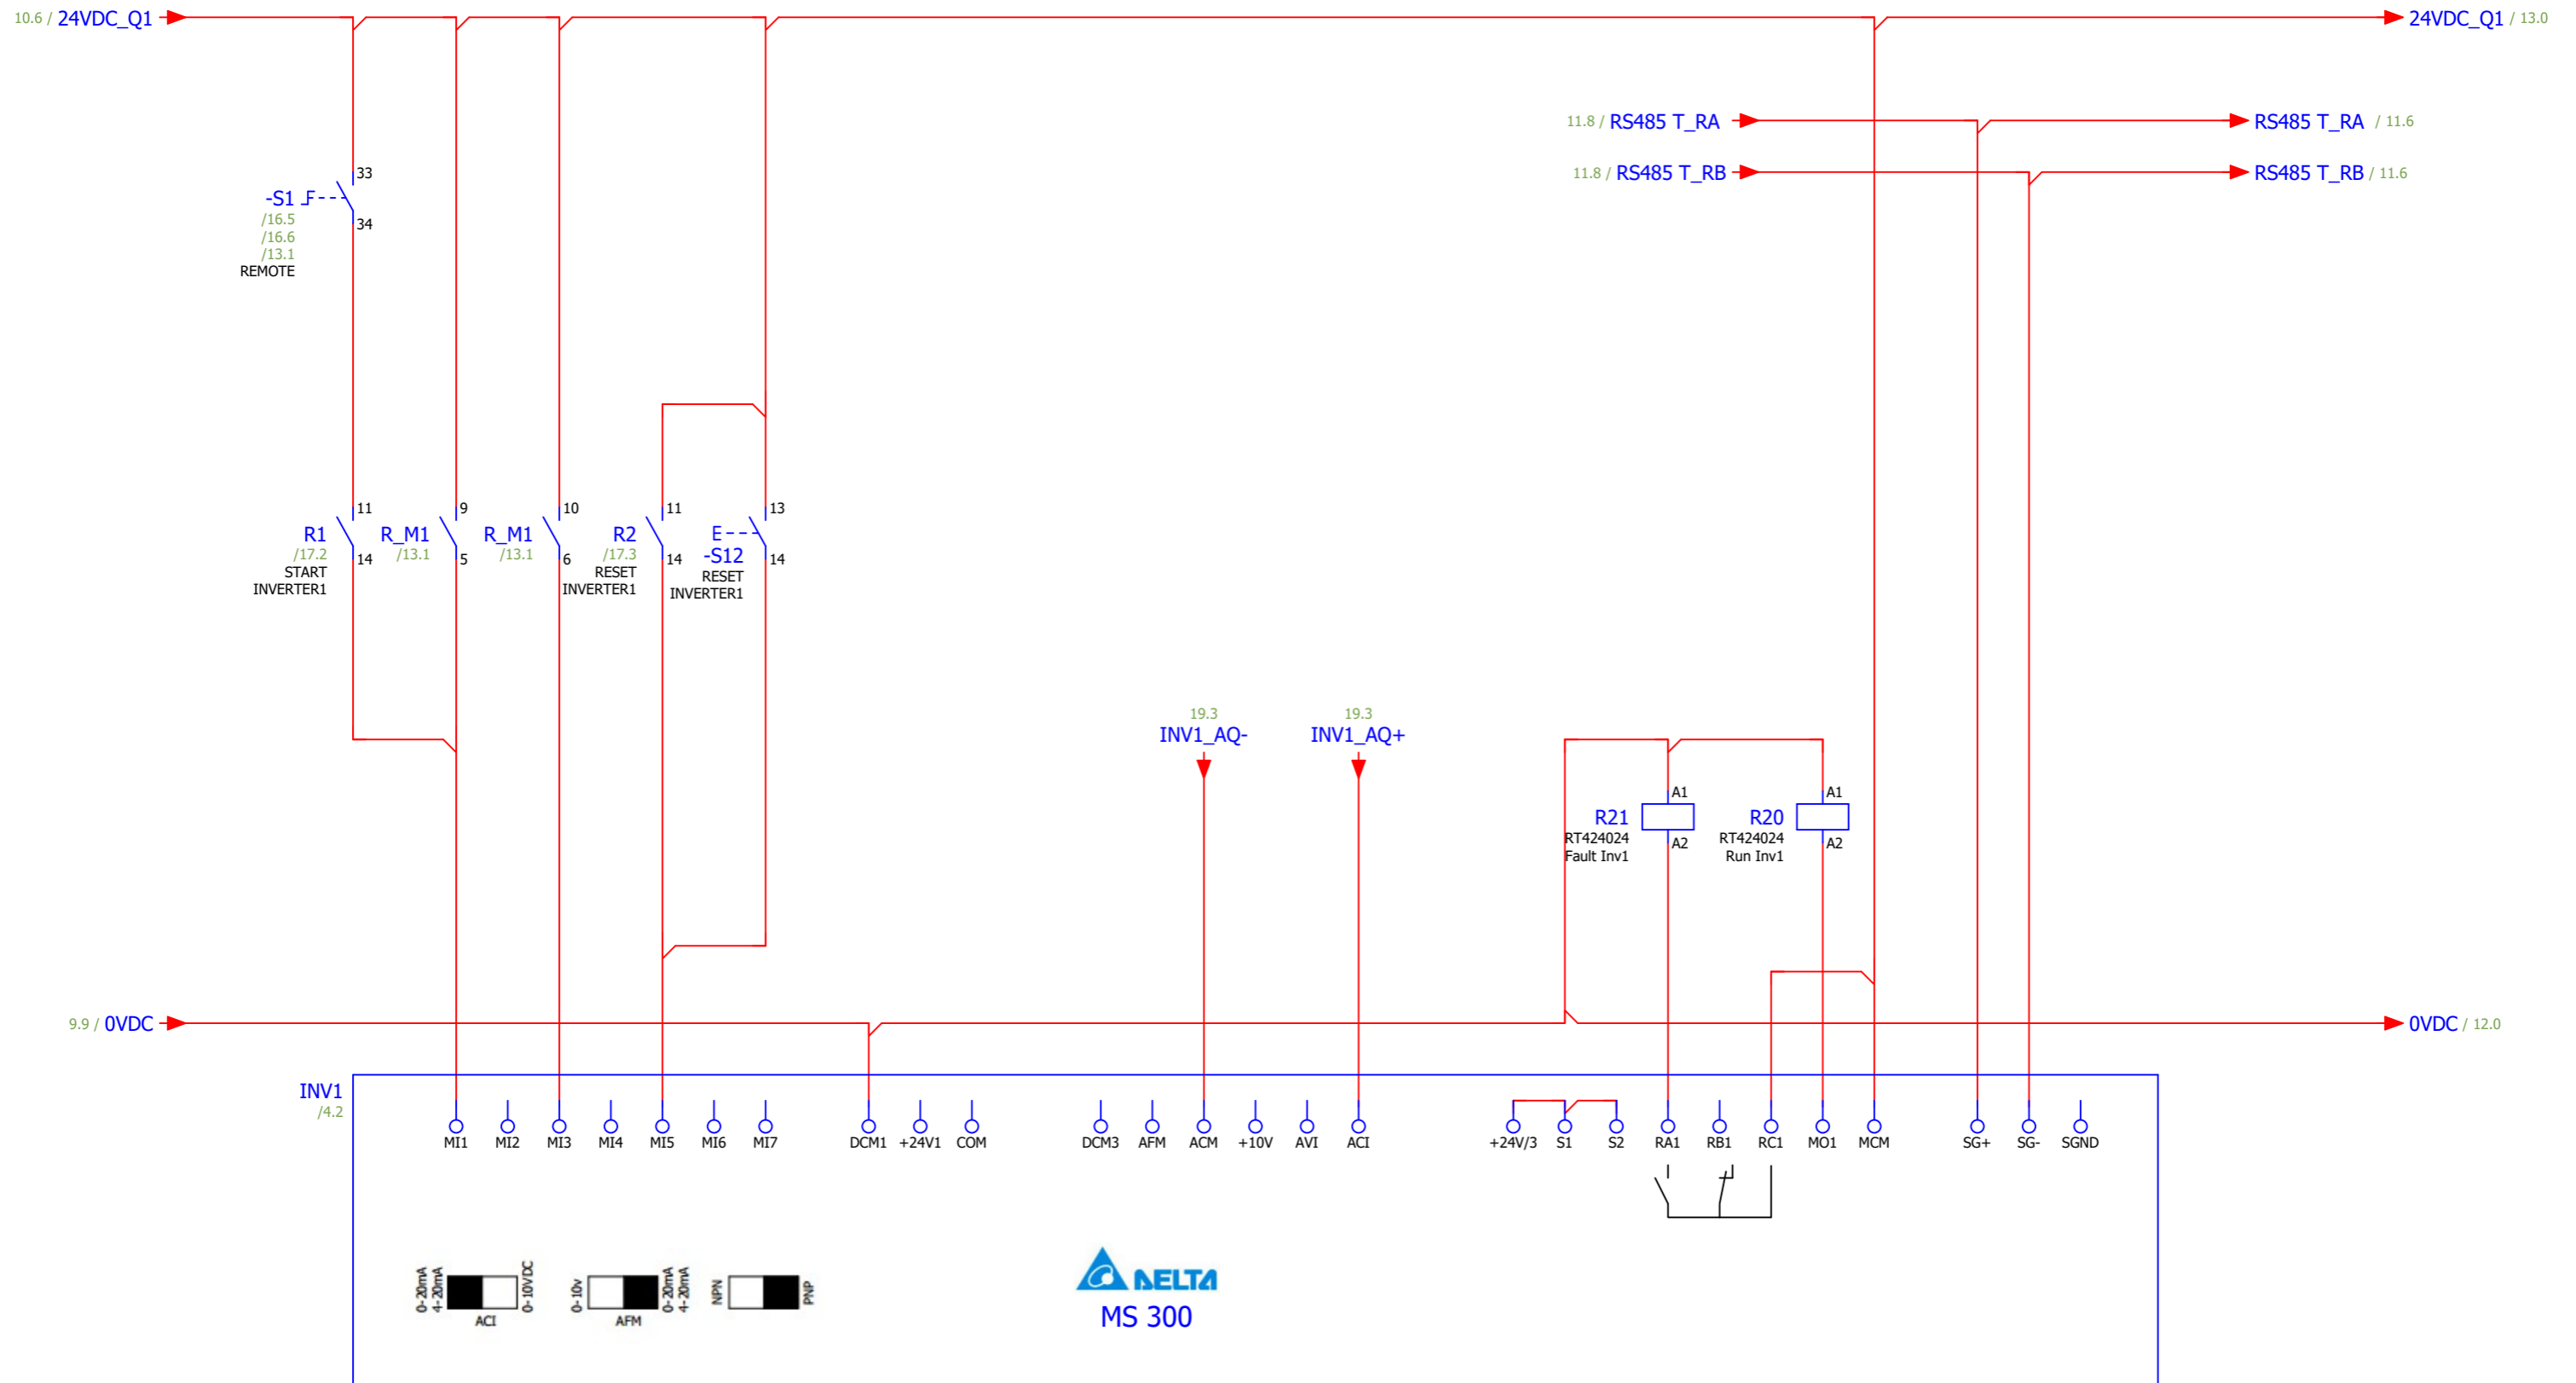 10.6 / 24VDC_Q1
24VDC_Q1 / 13.0
11.8 / RS485 T_RA
RS485 T_RA / 11.6
11.8 / RS485 T_RB
RS485 T_RB / 11.6
33
-S1
34
/16.5
/16.6
/13.1
REMOTE
11
R1
/17.2
14
START
INVERTER1
9
R_M1
/13.1
5
10
R_M1
/13.1
6
11
R2
/17.3
14
RESET
INVERTER1
13
-S12
14
RESET
INVERTER1
19.3
INV1_AQ-
19.3
INV1_AQ+
A1
R21
RT424024
A2
Fault Inv1
A1
R20
RT424024
A2
Run Inv1
9.9 / 0VDC
0VDC / 12.0
INV1
/4.2
MI1 MI2 MI3 MI4 MI5 MI6 MI7 DCM1 +24V1 COM DCM3 AFM ACM +10V AVI ACI +24V/3 S1 S2 RA1 RB1 RC1 MO1 MCM SG+ SG- SGND
0-20mA
4-20mA
0-10VDC
ACI
0-10v
0-20mA
4-20mA
AFM
NPN
PNP
DELTA
MS 300